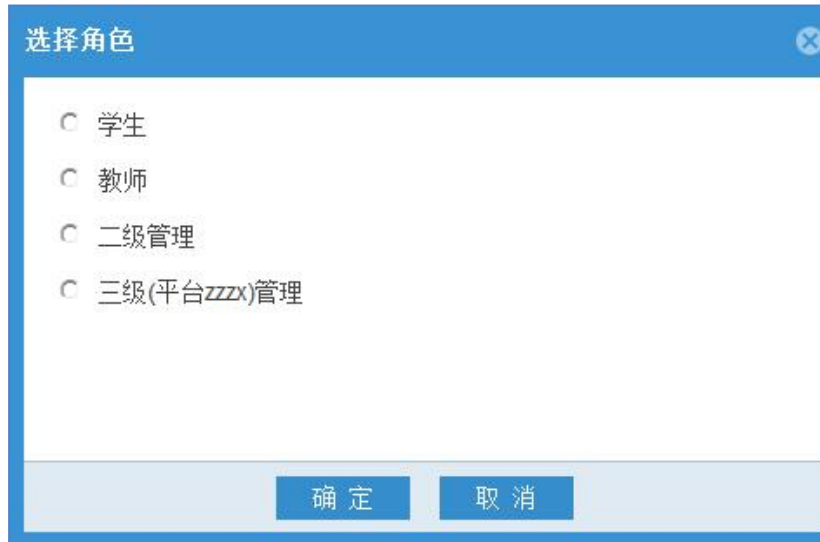 选择角色
学生
教师
二级管理
三级(平台zzzx)管理
确 定 取 消